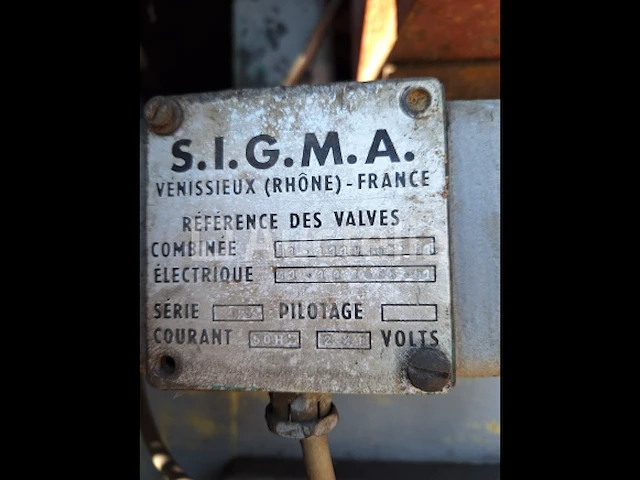 S.I.G.M.A.
VENISSIEUX (RHÔNE)-FRANCE
RÉFÉRENCE DES VALVES
COMBINÉE
ÉLECTRIQUE
SÉRIE PILOTAGE
COURANT 50HZ VOLTS